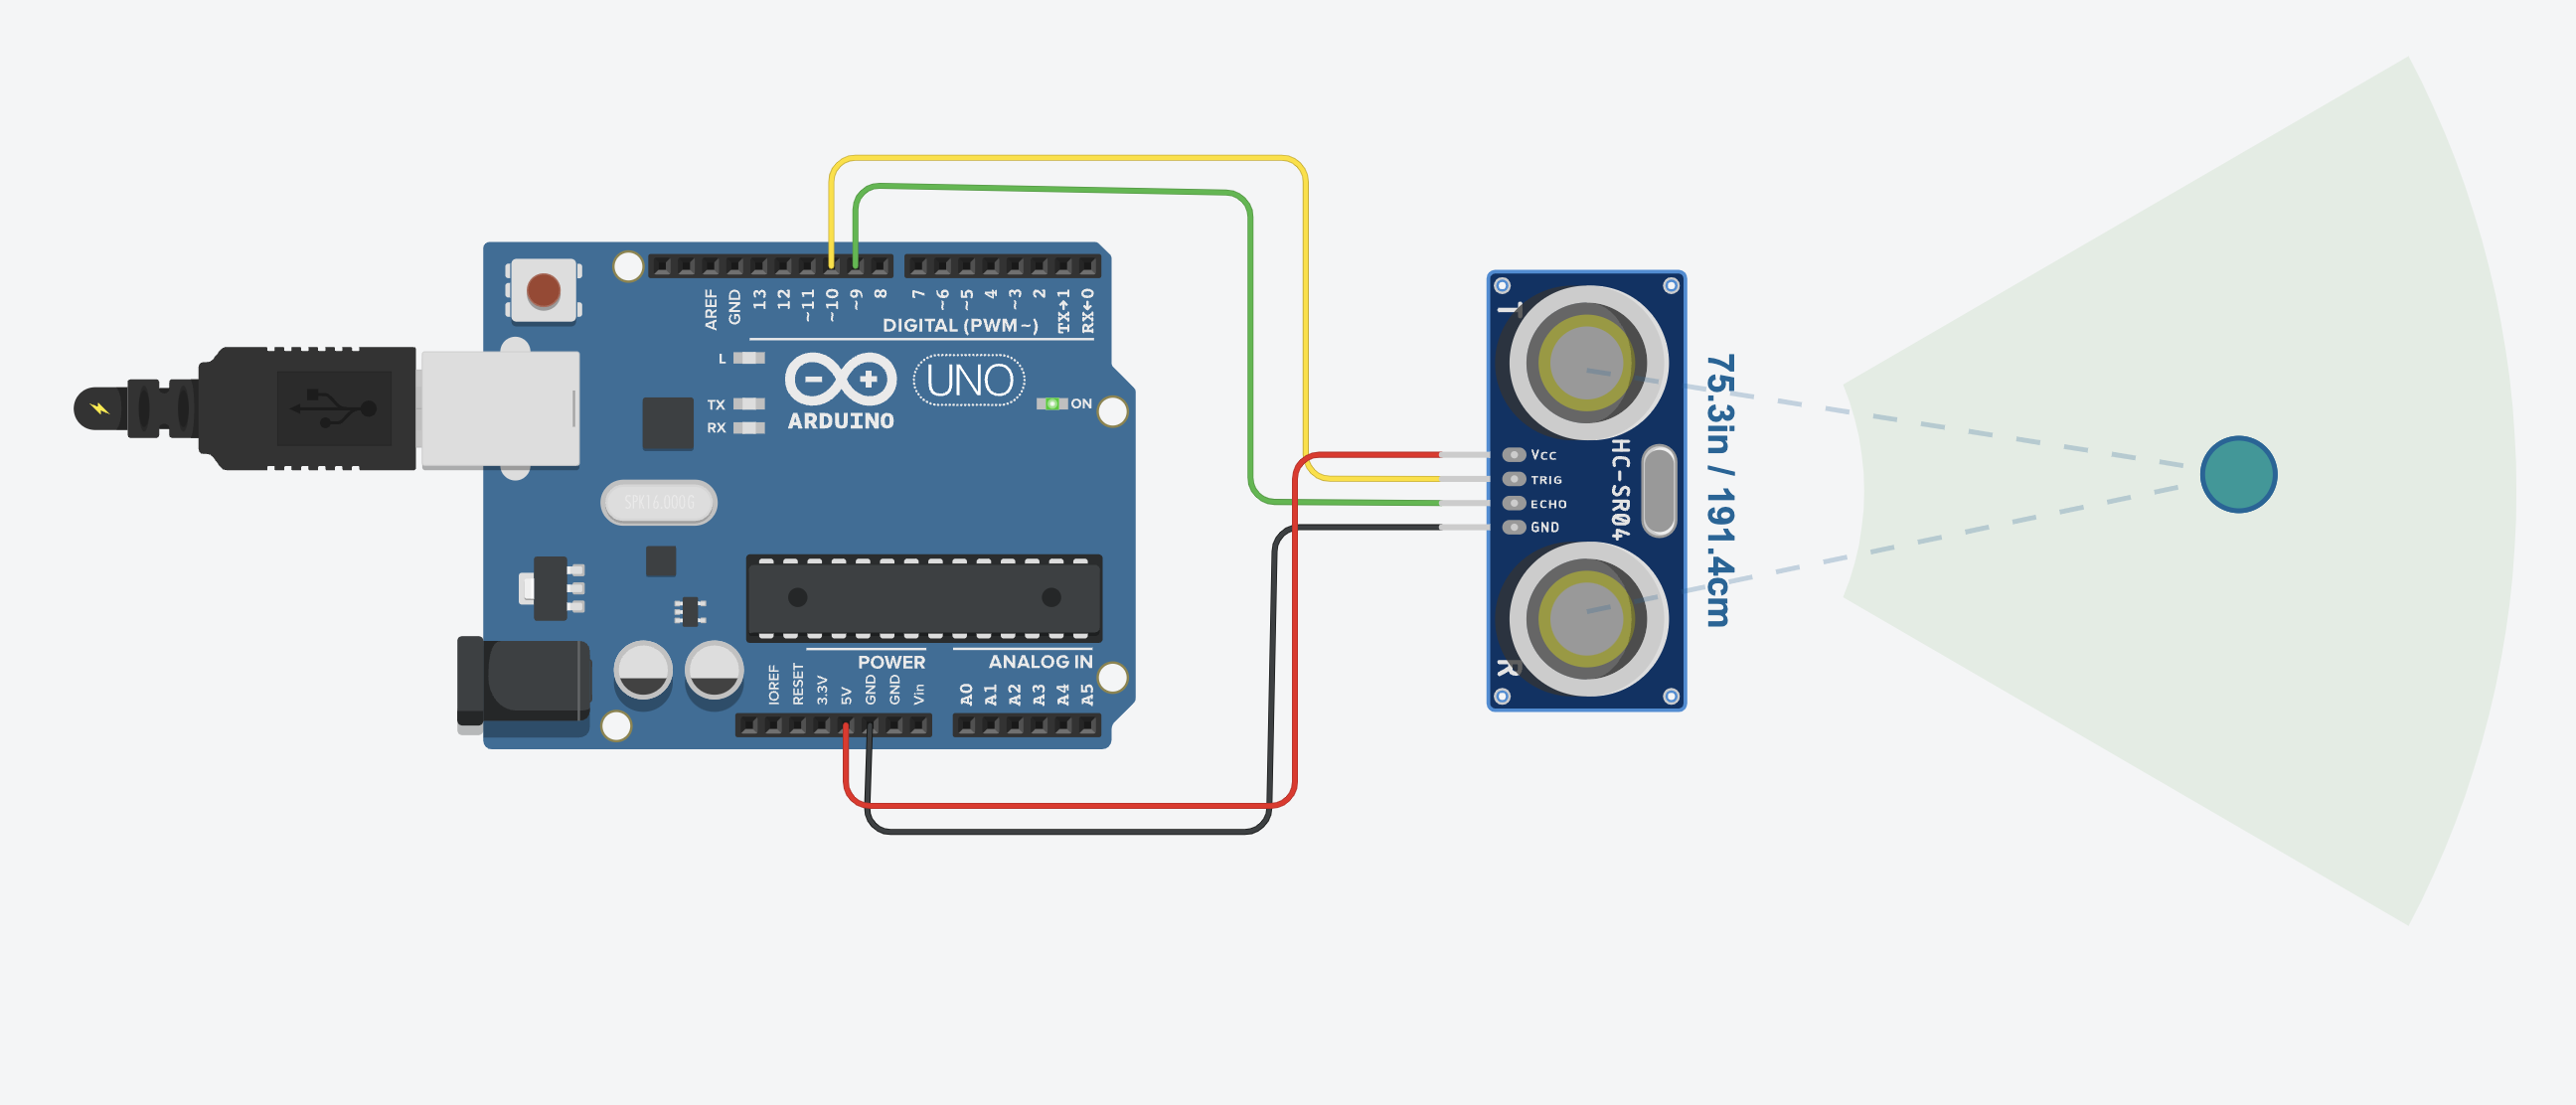 AREF
GND
13
12
~11
~10
~9
8
7
~6
~5
4
~3
2
TX→1
RX←0
DIGITAL (PWM~)
L
TX
RX
ARDUINO
UNO
ON
SPK16.000G
IOREF
RESET
3.3V
5V
GND
GND
Vin
POWER
ANALOG IN
A0
A1
A2
A3
A4
A5
T
Vcc
TRIG
ECHO
GND
HC-SR04
R
75.3in / 191.4cm